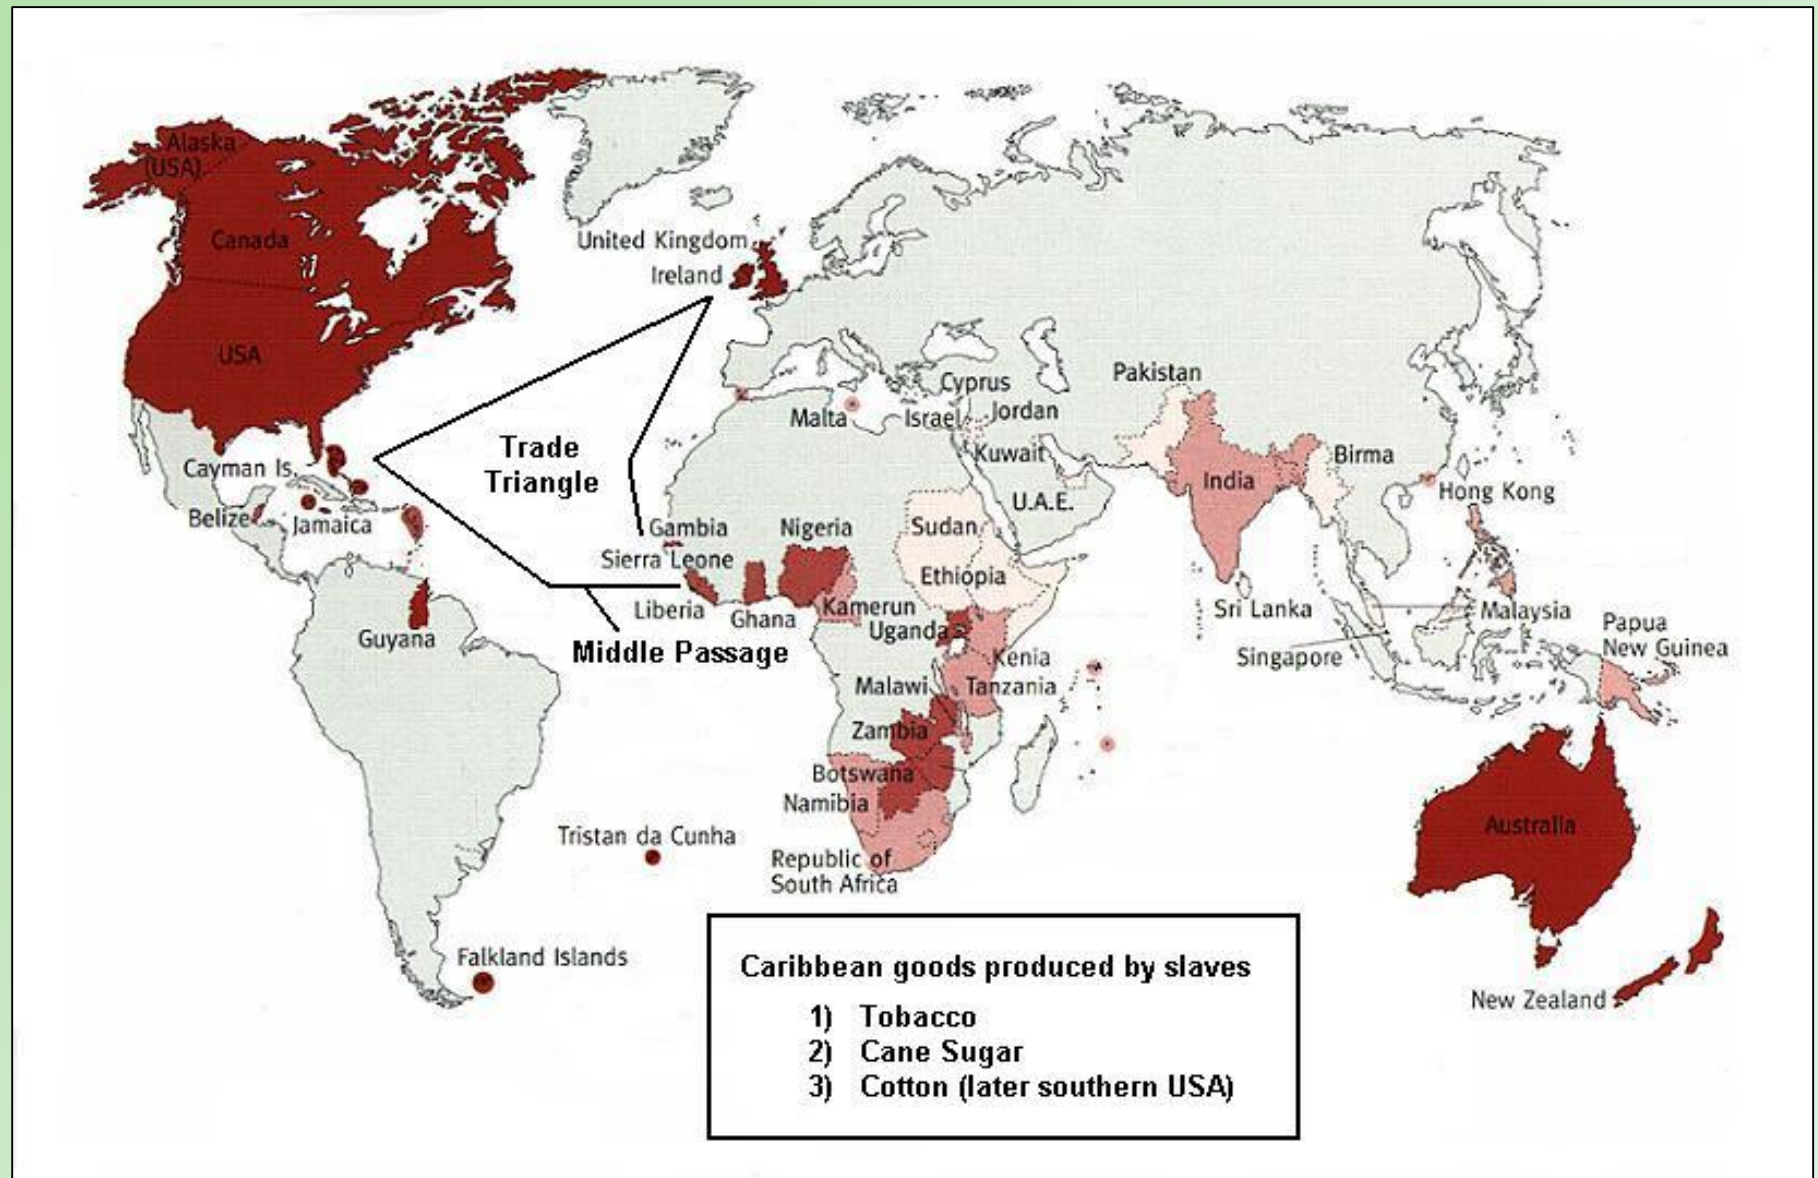 Alaska
(USA)
Canada
USA
United Kingdom
Ireland
Trade
Triangle
Cayman Is.
Belize
Jamaica
Guyana
Malta
Cyprus
Israel
Jordan
Kuwait
U.A.E.
Pakistan
India
Birma
Hong Kong
Gambia
Sierra Leone
Liberia
Ghana
Nigeria
Kamerun
Sudan
Ethiopia
Uganda
Kenia
Tanzania
Malawi
Zambia
Botswana
Namibia
Republic of
South Africa
Middle Passage
Sri Lanka
Singapore
Malaysia
Papua
New Guinea
Australia
New Zealand
Tristan da Cunha
Falkland Islands
Caribbean goods produced by slaves
1) Tobacco
2) Cane Sugar
3) Cotton (later southern USA)